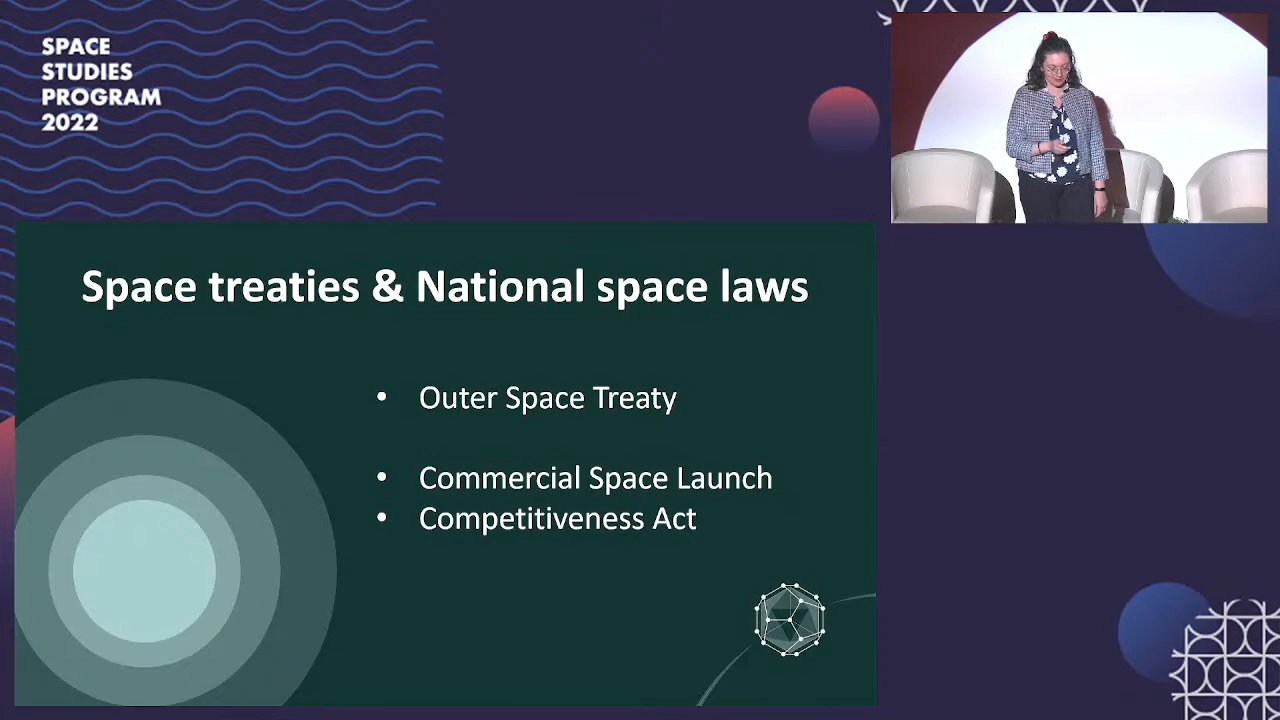 SPACE
STUDIES
PROGRAM
2022
Space treaties & National space laws
• Outer Space Treaty
• Commercial Space Launch
• Competitiveness Act